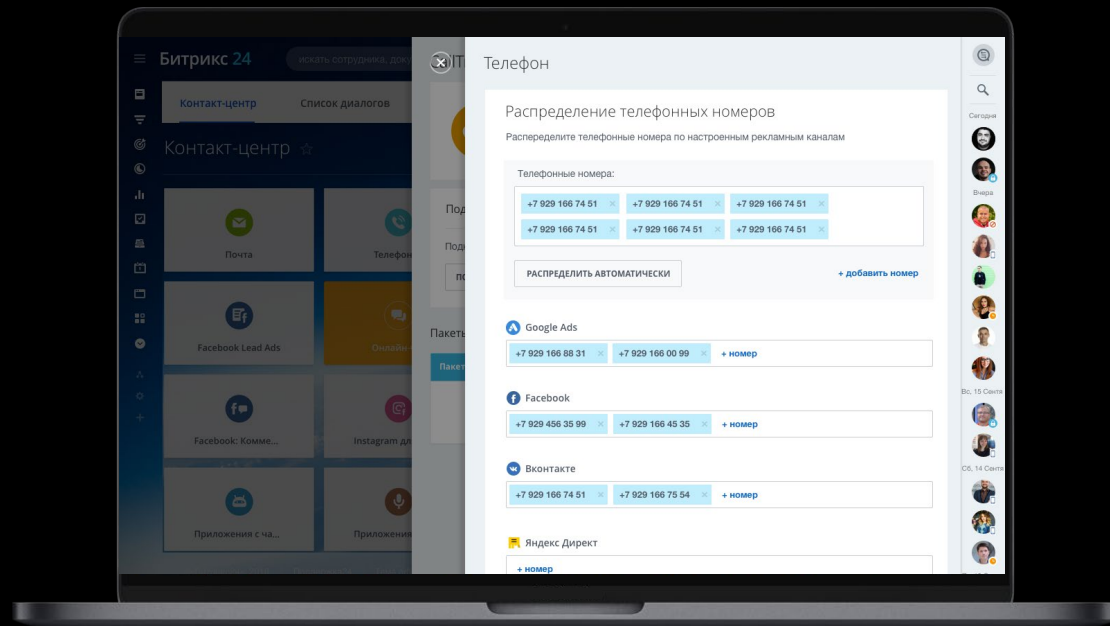 Битрикс 24
искать сотрудника, доку
Контакт-центр
Список диалогов
Контакт-центр
Почта
Телефон
Facebook Lead Ads
Онлайн
Facebook: Комме...
Instagram дл
Приложения с ча...
Приложения
Под
Под
Пакеты
Пакет
Телефон
Распределение телефонных номеров
Распеределите телефонные номера по настроенным рекламным каналам
Телефонные номера:
+7 929 166 74 51 +7 929 166 74 51 +7 929 166 74 51
+7 929 166 74 51 +7 929 166 74 51 +7 929 166 74 51
РАСПРЕДЕЛИТЬ АВТОМАТИЧЕСКИ
+ добавить номер
Google Ads
+7 929 166 88 31 +7 929 166 00 99 + номер
Facebook
+7 929 456 35 99 +7 929 166 45 35 + номер
Вконтакте
+7 929 166 74 51 +7 929 166 75 54 + номер
Яндекс Директ
+ номер
Сегодня
Вчера
Вс, 15 Сентя
Сб, 14 Сентя